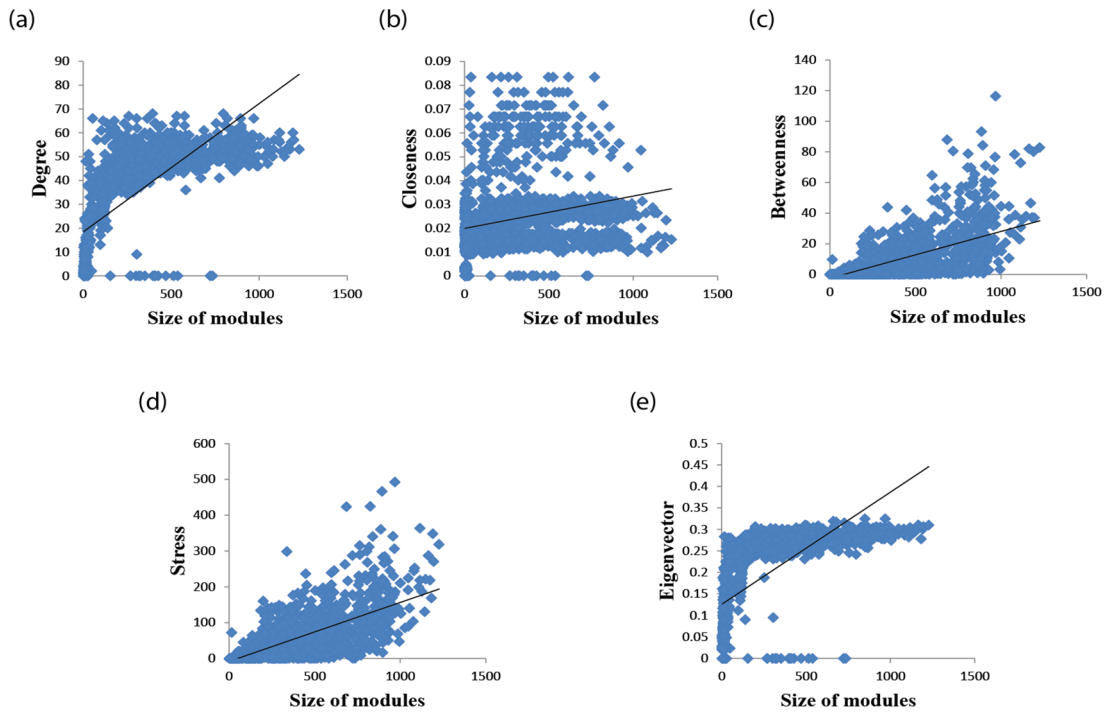 (a)
90
80
70
60
50
40
30
20
10
0
Degree
0 500 1000 1500
Size of modules
(b)
0.09
0.08
0.07
0.06
0.05
0.04
0.03
0.02
0.01
0
Closeness
0 500 1000 1500
Size of modules
(c)
140
120
100
80
60
40
20
0
Betweenness
0 500 1000 1500
Size of modules
(d)
600
500
400
300
200
100
0
Stress
0 500 1000 1500
Size of modules
(e)
0.5
0.45
0.4
0.35
0.3
0.25
0.2
0.15
0.1
0.05
0
Eigenvector
0 500 1000 1500
Size of modules